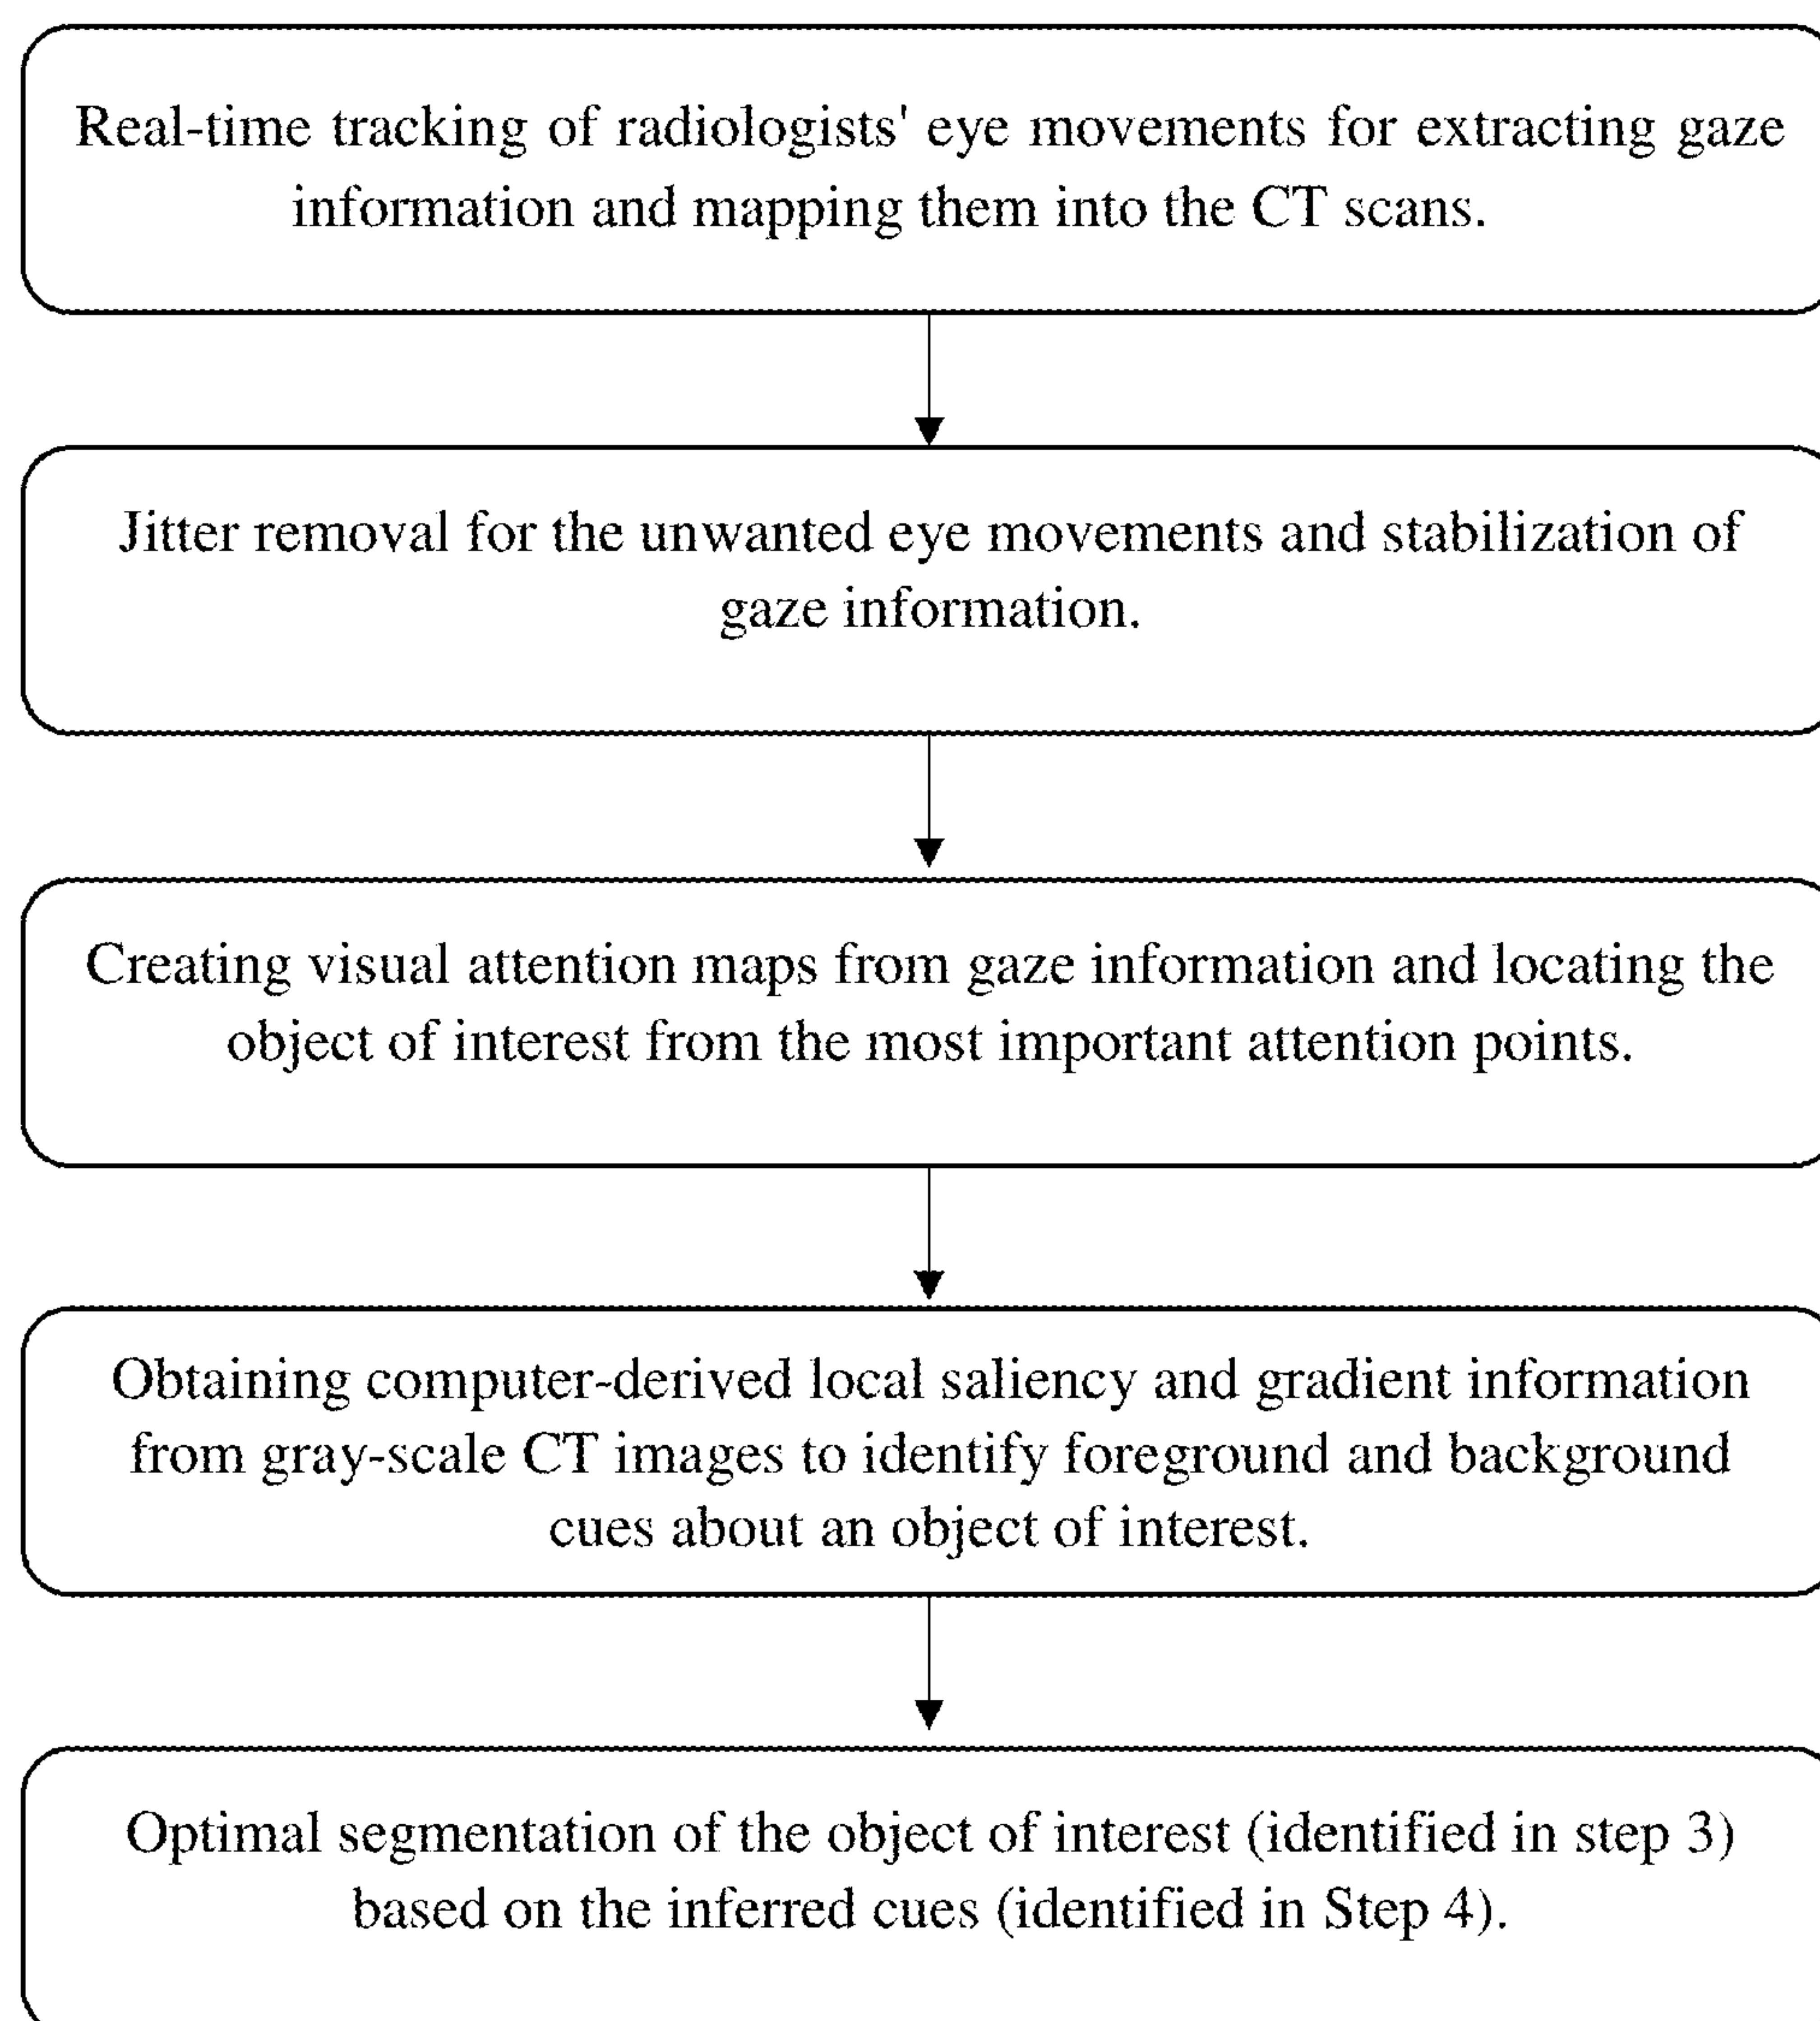 Real-time tracking of radiologists' eye movements for extracting gaze
information and mapping them into the CT scans.
Jitter removal for the unwanted eye movements and stabilization of
gaze information.
Creating visual attention maps from gaze information and locating the
object of interest from the most important attention points.
Obtaining computer-derived local saliency and gradient information
from gray-scale CT images to identify foreground and background
cues about an object of interest.
Optimal segmentation of the object of interest (identified in step 3)
based on the inferred cues (identified in Step 4).